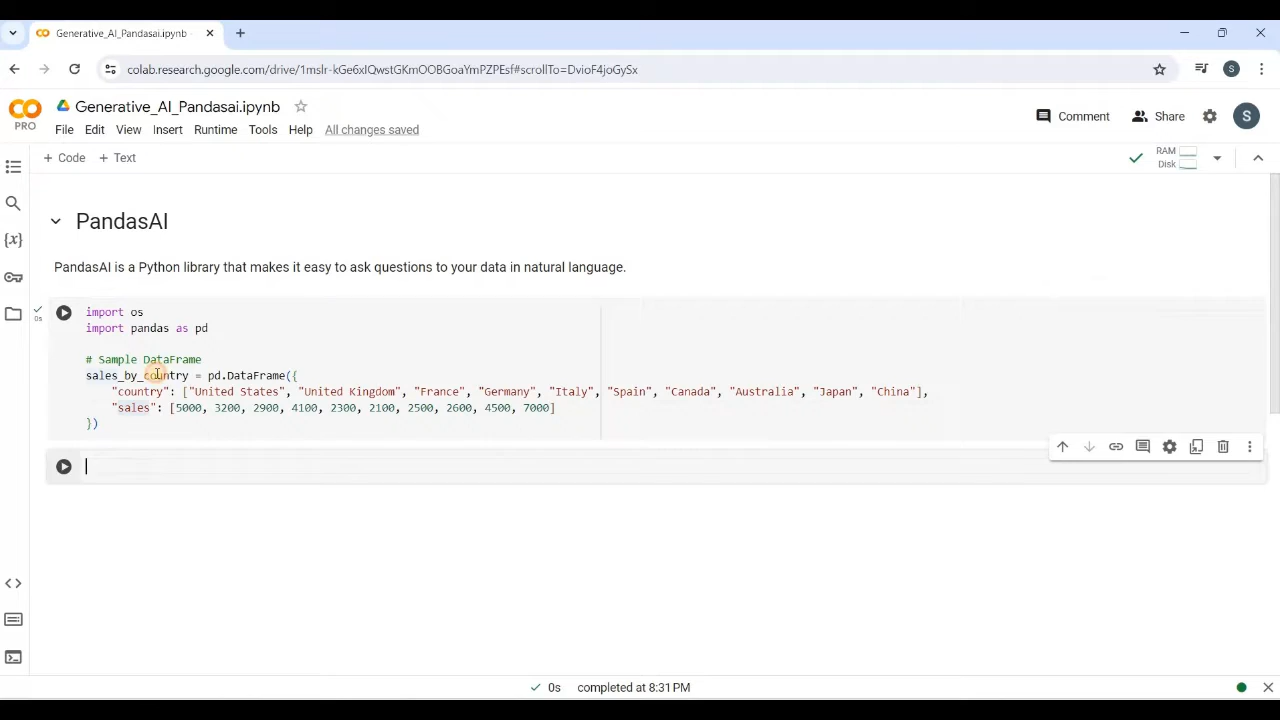 Generative_AI_Pandasai.ipynb
colab.research.google.com/drive/1mslr-kGe6xIQwstGKmOOBGoaYmPZPEsf#scrollTo=DvioF4joGySx
S
PRO
Generative_AI_Pandasai.ipynb
File Edit View Insert Runtime Tools Help All changes saved
Comment
Share
S
+ Code + Text
RAM
Disk
PandasAI
{x}
PandasAI is a Python library that makes it easy to ask questions to your data in natural language.
0s
import os
import pandas as pd
# Sample DataFrame
sales_by_country = pd.DataFrame({
"country": ["United States", "United Kingdom", "France", "Germany", "Italy", "Spain", "Canada", "Australia", "Japan", "China"],
"sales": [5000, 3200, 2900, 4100, 2300, 2100, 2500, 2600, 4500, 7000]
})
0s completed at 8:31 PM